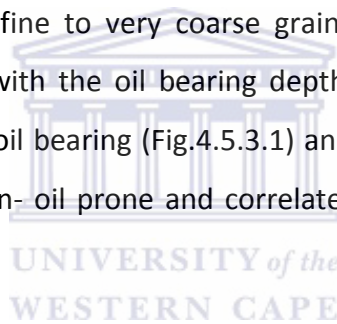 fine to very coarse grain
with the oil bearing depth
oil bearing (Fig.4.5.3.1) an
n- oil prone and correlate
UNIVERSITY of the
WESTERN CAPE